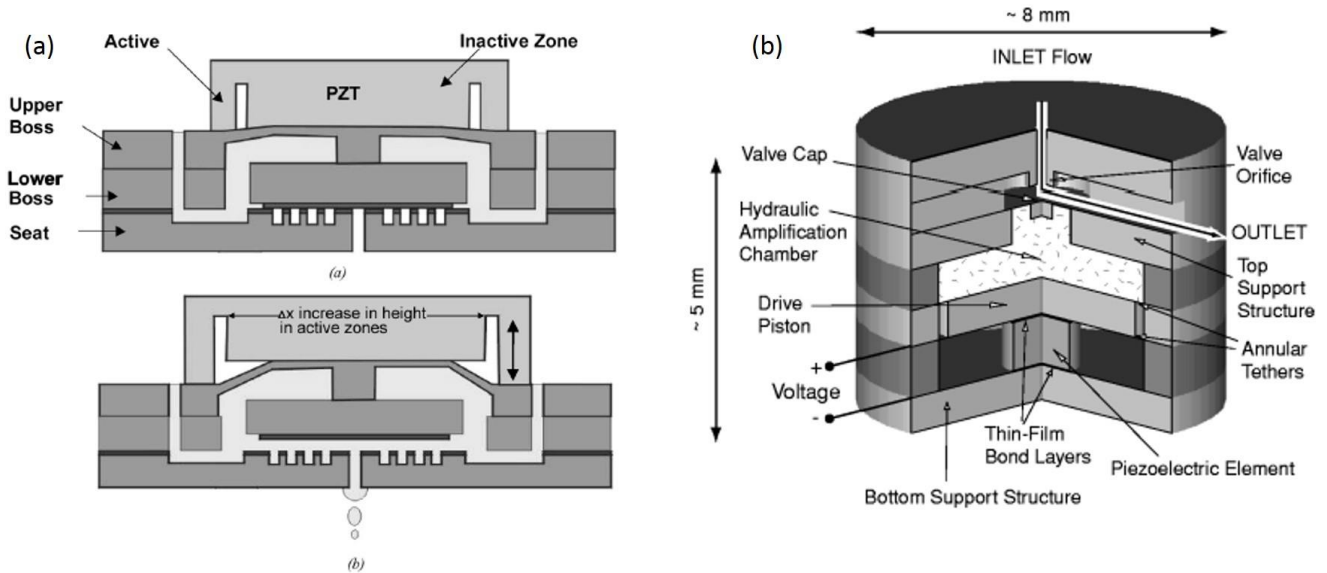 (a)
Active
Inactive Zone
PZT
Upper
Boss
Lower
Boss
Seat
(a)
Δx increase in height
in active zones
(b)
(b)
~ 8 mm
INLET Flow
Valve Cap
Valve
Orifice
Hydraulic
Amplification
Chamber
OUTLET
~ 5 mm
Top
Support
Structure
Drive
Piston
Annular
Tethers
+
Voltage
-
Thin-Film
Bond Layers
Piezoelectric Element
Bottom Support Structure